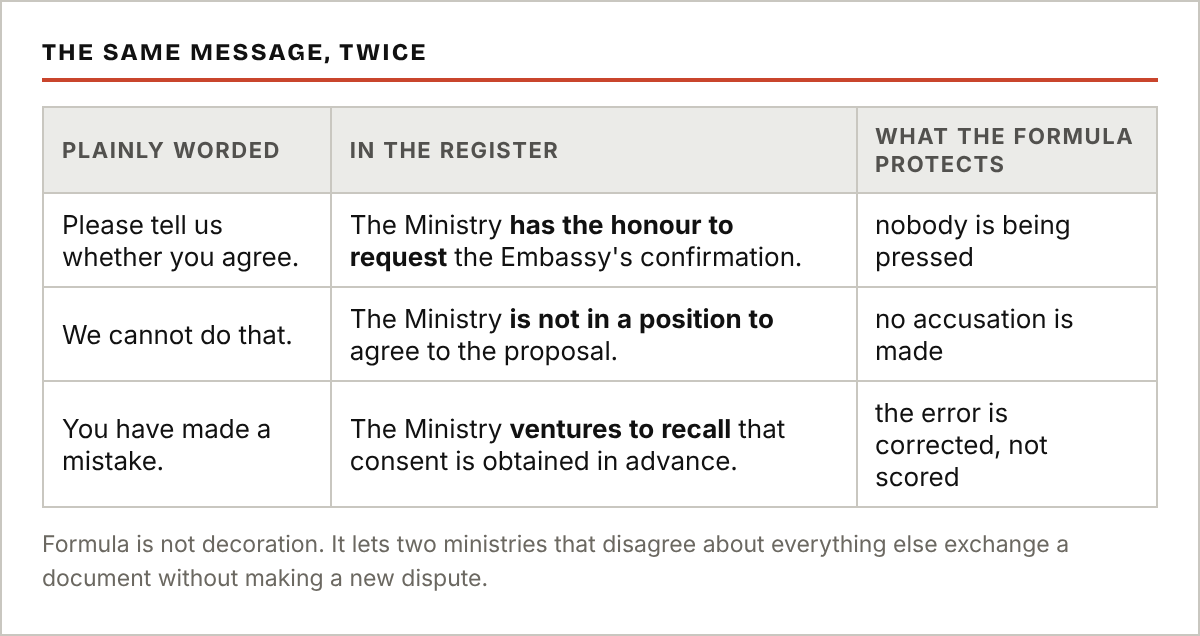 THE SAME MESSAGE, TWICE
PLAINLY WORDED
IN THE REGISTER
WHAT THE FORMULA
PROTECTS
Please tell us
whether you agree.
The Ministry has the honour to
request the Embassy's confirmation.
nobody is being
pressed
We cannot do that.
The Ministry is not in a position to
agree to the proposal.
no accusation is
made
You have made a
mistake.
The Ministry ventures to recall that
consent is obtained in advance.
the error is
corrected, not
scored
Formula is not decoration. It lets two ministries that disagree about everything else exchange a
document without making a new dispute.